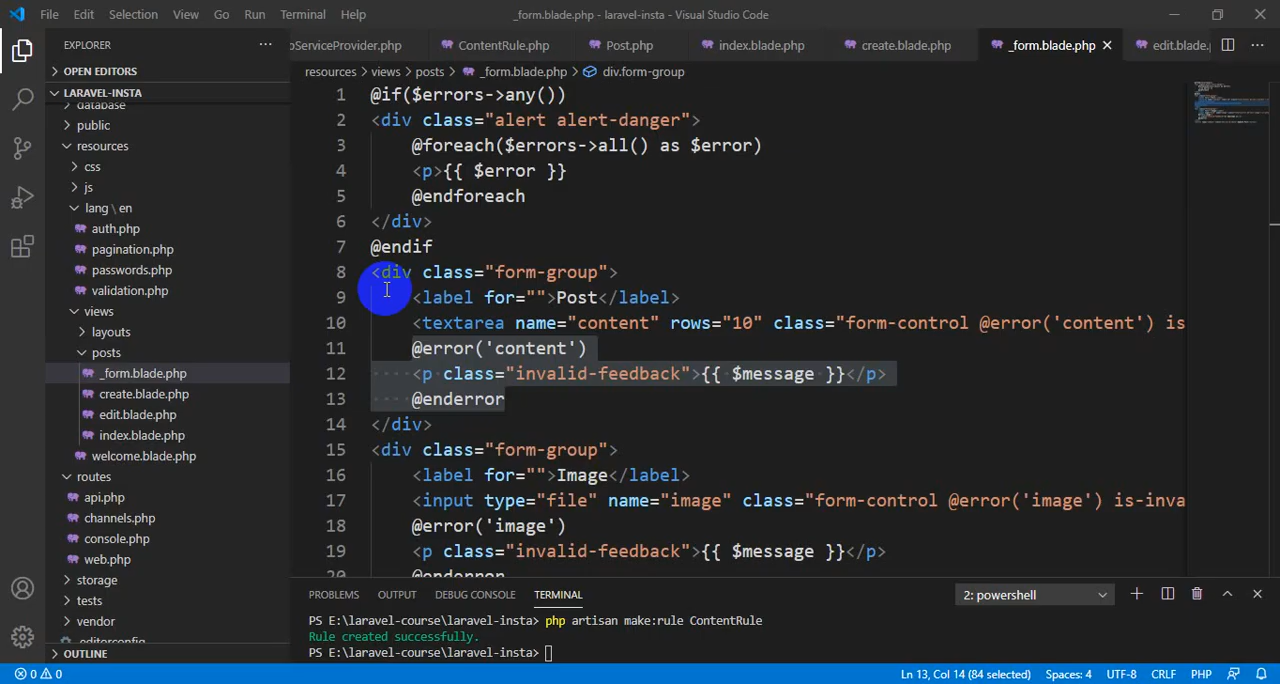 File Edit Selection View Go Run Terminal Help _form.blade.php - laravel-insta - Visual Studio Code
EXPLORER
OPEN EDITORS
LARAVEL-INSTA
database
public
resources
css
js
lang \ en
auth.php
pagination.php
passwords.php
validation.php
views
layouts
posts
_form.blade.php
create.blade.php
edit.blade.php
index.blade.php
welcome.blade.php
routes
api.php
channels.php
console.php
web.php
storage
tests
vendor
.editorconfig
OUTLINE
pServiceProvider.php ContentRule.php Post.php index.blade.php create.blade.php _form.blade.php edit.blade.p
resources > views > posts > _form.blade.php > div.form-group
1 @if($errors->any())
2 <div class="alert alert-danger">
3 @foreach($errors->all() as $error)
4 <p>{{ $error }}
5 @endforeach
6 </div>
7 @endif
8 <div class="form-group">
9 <label for="">Post</label>
10 <textarea name="content" rows="10" class="form-control @error('content') is
11 @error('content')
12 <p class="invalid-feedback">{{ $message }}</p>
13 @enderror
14 </div>
15 <div class="form-group">
16 <label for="">Image</label>
17 <input type="file" name="image" class="form-control @error('image') is-inva
18 @error('image')
19 <p class="invalid-feedback">{{ $message }}</p>
20 @enderror
PROBLEMS OUTPUT DEBUG CONSOLE TERMINAL 2: powershell
PS E:\laravel-course\laravel-insta> php artisan make:rule ContentRule
Rule created successfully.
PS E:\laravel-course\laravel-insta>
0 0 Ln 13, Col 14 (84 selected) Spaces: 4 UTF-8 CRLF PHP